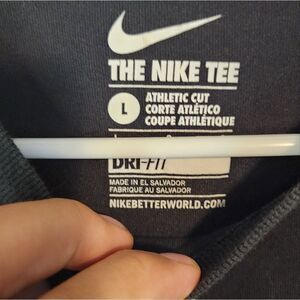 THE NIKE TEE
L
ATHLETIC CUT
CORTE ATLÉTICO
COUPE ATHLÉTIQUE
DRI-FIT
MADE IN EL SALVADOR
FABRIQUE AU SALVADOR
NIKEBETTERWORLD.COM